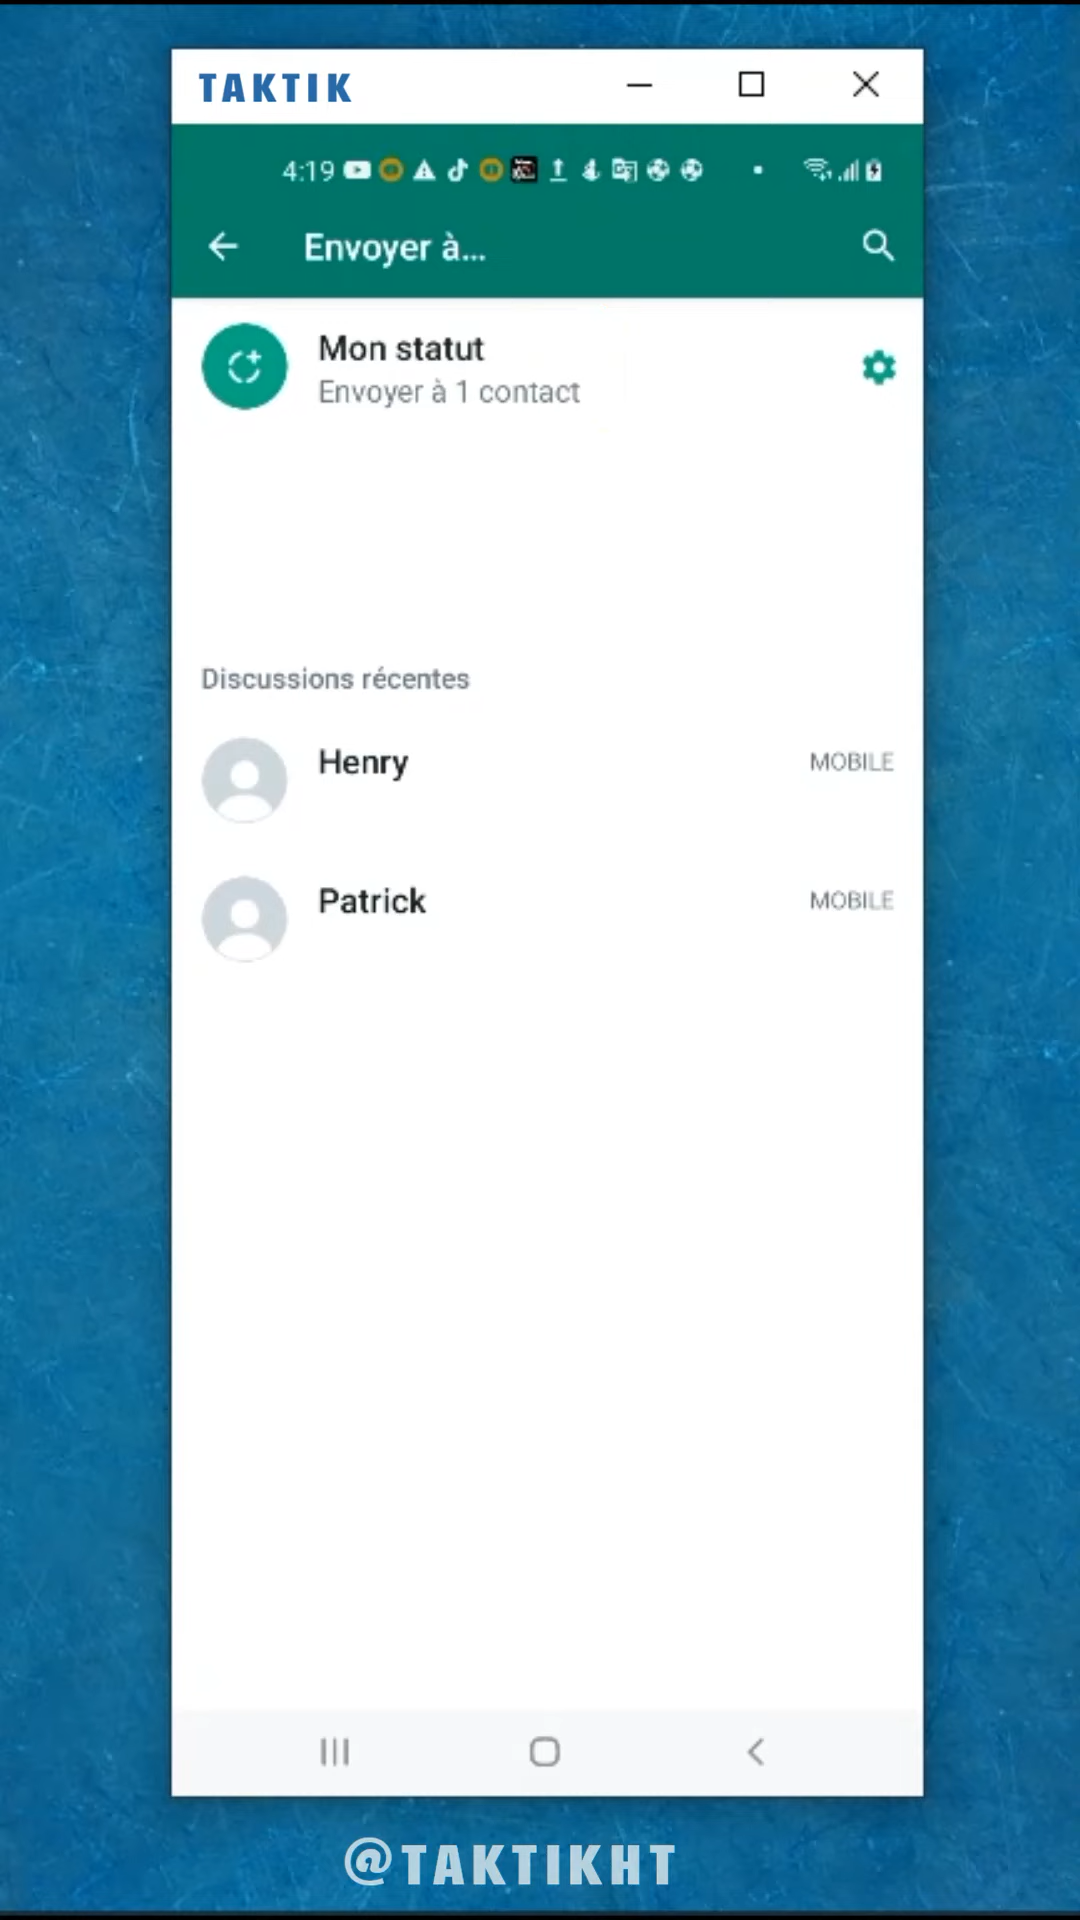 TAKTIK
4:19
Envoyer à...
Mon statut
Envoyer à 1 contact
Discussions récentes
Henry
MOBILE
Patrick
MOBILE
@TAKTIKHT